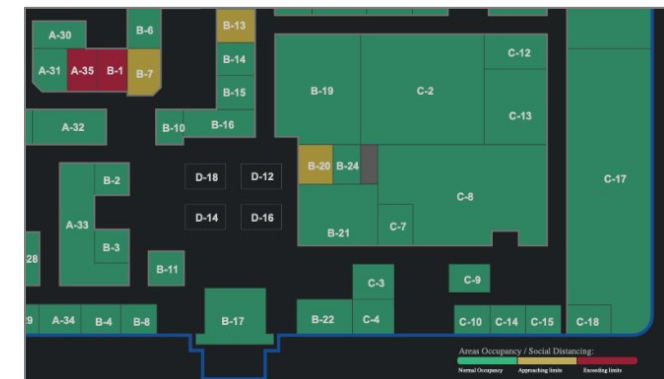 A-30
B-6
B-13
A-31
A-35
B-1
B-7
B-14
B-15
A-32
B-10
B-16
B-19
C-2
C-12
C-13
B-20
B-24
C-17
B-2
D-18
D-12
A-33
D-14
D-16
C-8
C-7
B-21
28
B-3
B-11
C-3
C-9
A-34
B-4
B-8
B-17
B-22
C-4
C-10
C-14
C-15
C-18
Areas Occupancy / Social Distancing:
Normal Occupancy
Approaching limits
Exceeding limits